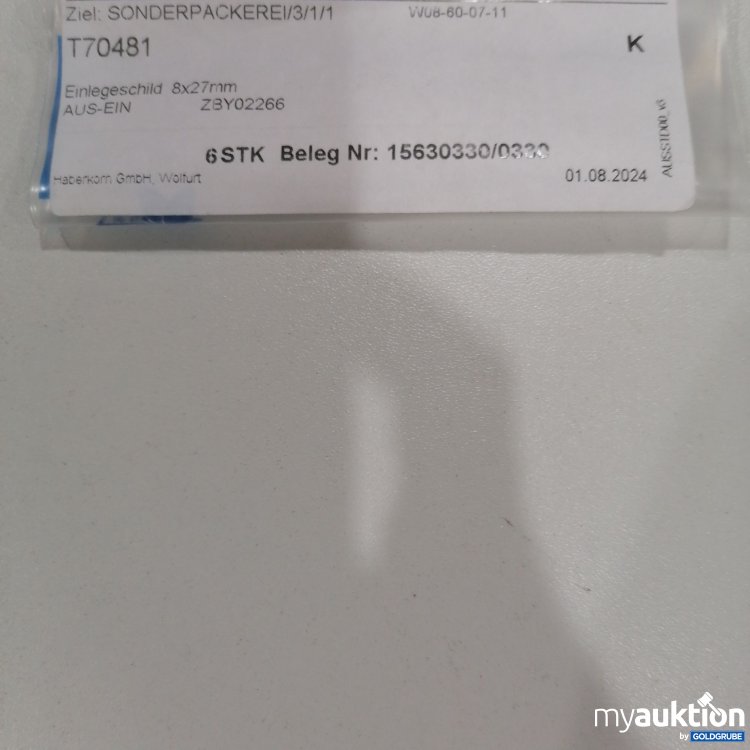 Ziel: SONDERPACKEREI/3/1/1 W08-60-07-11
T70481 K
Einlegeschild 8x27mm
AUS-EIN ZBY02266
6STK Beleg Nr: 15630330/0330
Haberkorn GmbH, Wolfurt 01.08.2024
AUSSTD00_v3
myauktion
by GOLDGRUBE